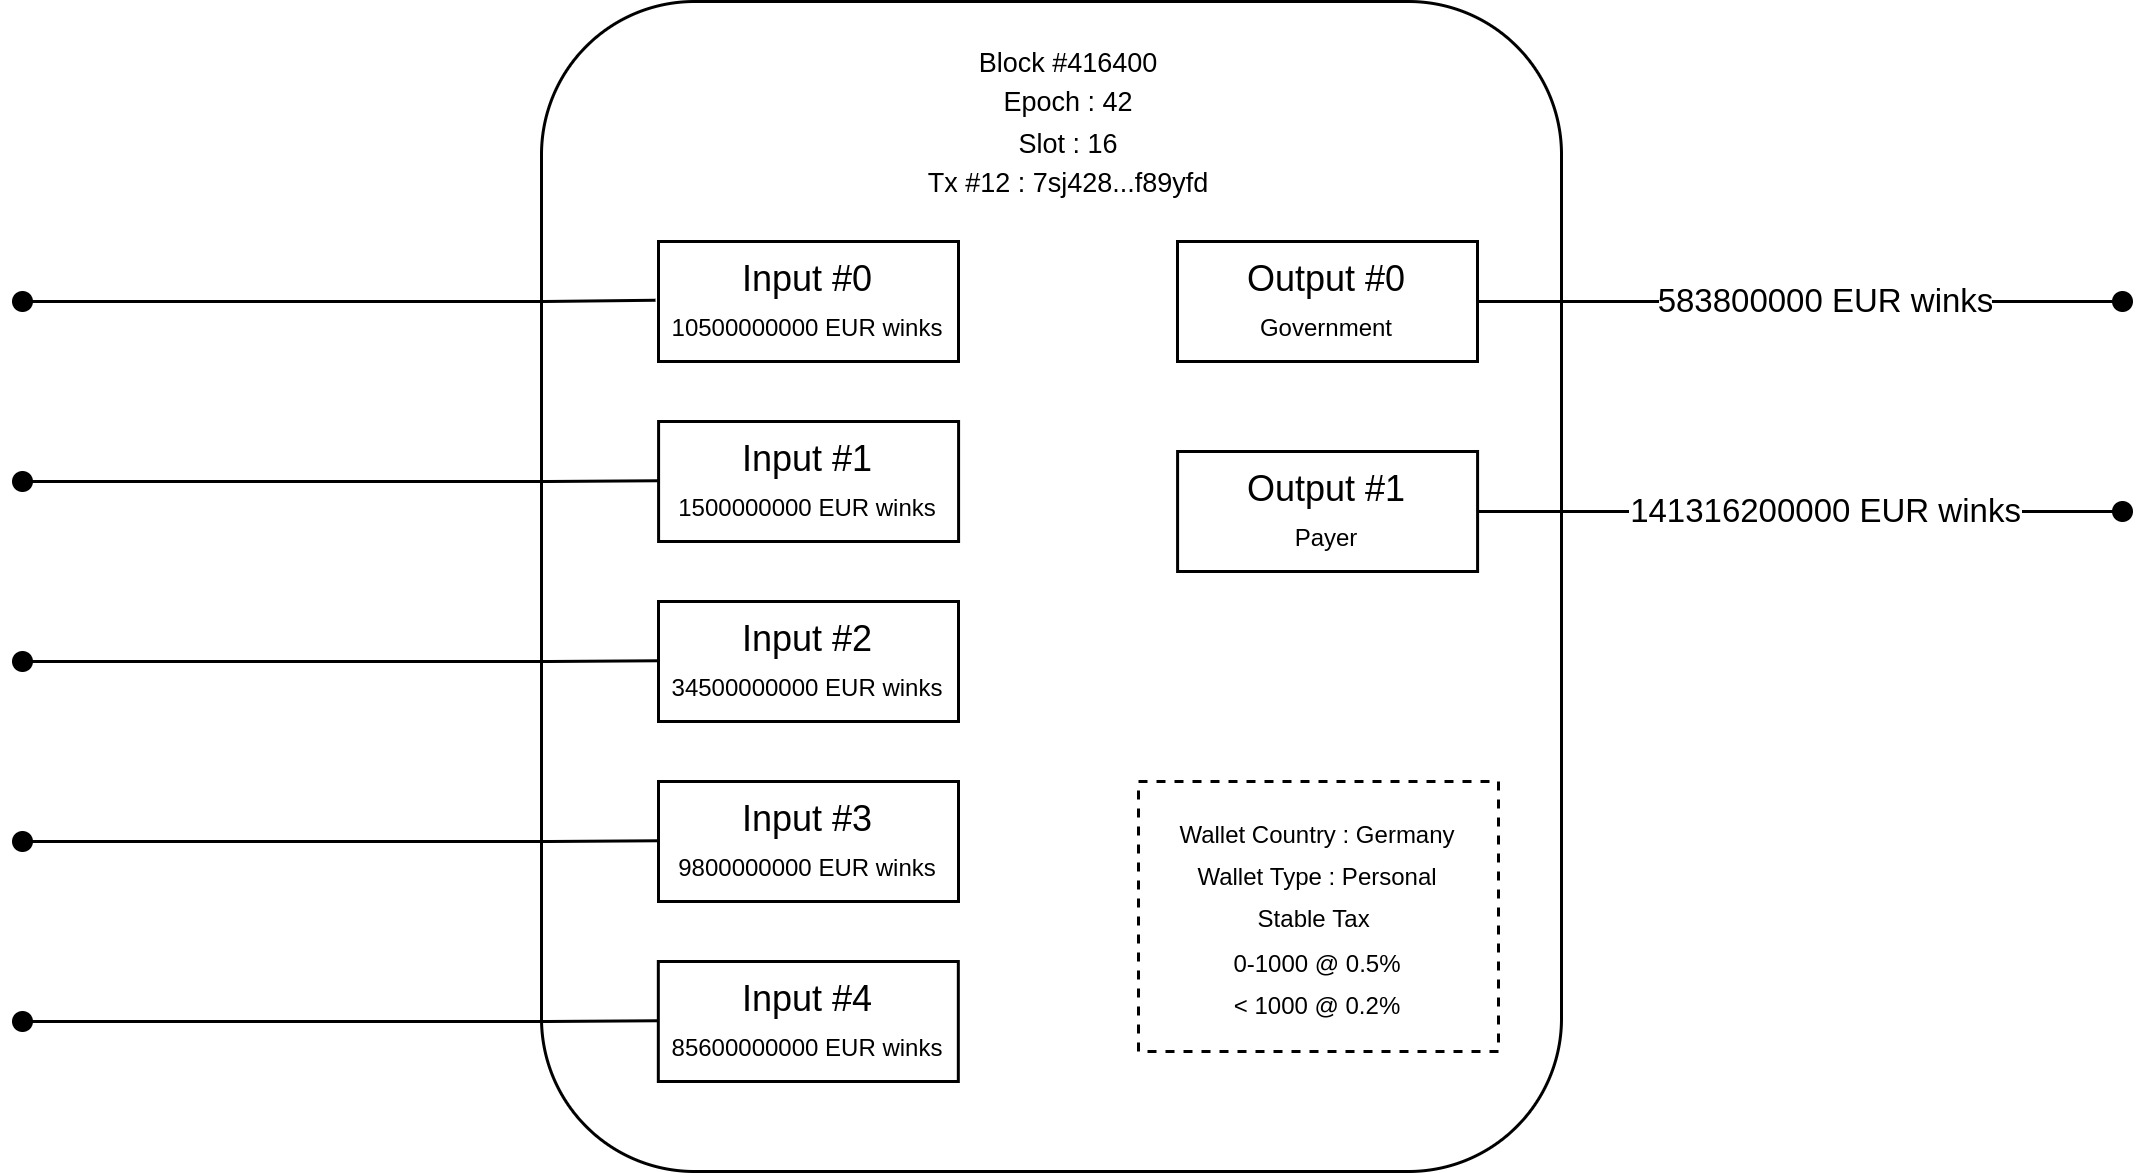 Block #416400
Epoch : 42
Slot : 16
Tx #12 : 7sj428...f89yfd
Input #0
10500000000 EUR winks
Input #1
1500000000 EUR winks
Input #2
34500000000 EUR winks
Input #3
9800000000 EUR winks
Input #4
85600000000 EUR winks
Output #0
Government
583800000 EUR winks
Output #1
Payer
141316200000 EUR winks
Wallet Country : Germany
Wallet Type : Personal
Stable Tax
0-1000 @ 0.5%
< 1000 @ 0.2%